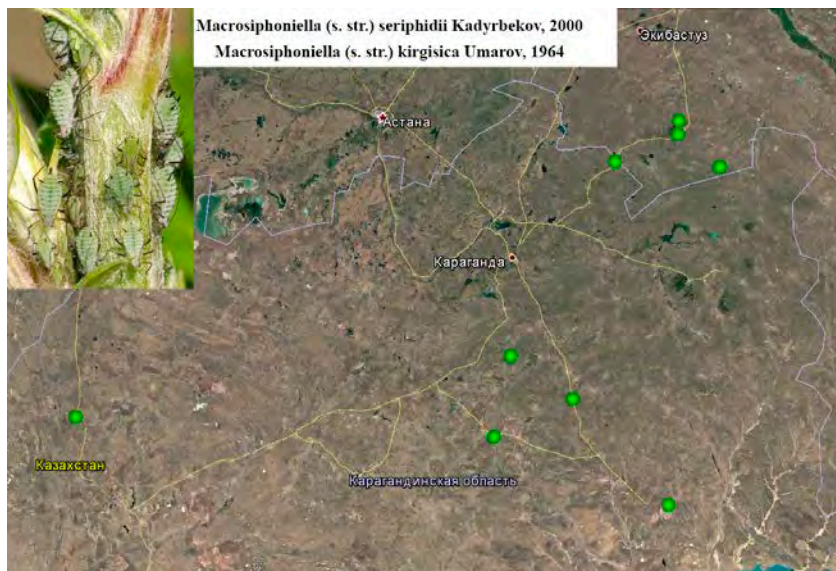 Macrosiphoniella (s. str.) seriphidii Kadyrbekov, 2000
Macrosiphoniella (s. str.) kirgisica Umarov, 1964
Экибастуз
Астана
Караганда
Казахстан
Карагандинская область